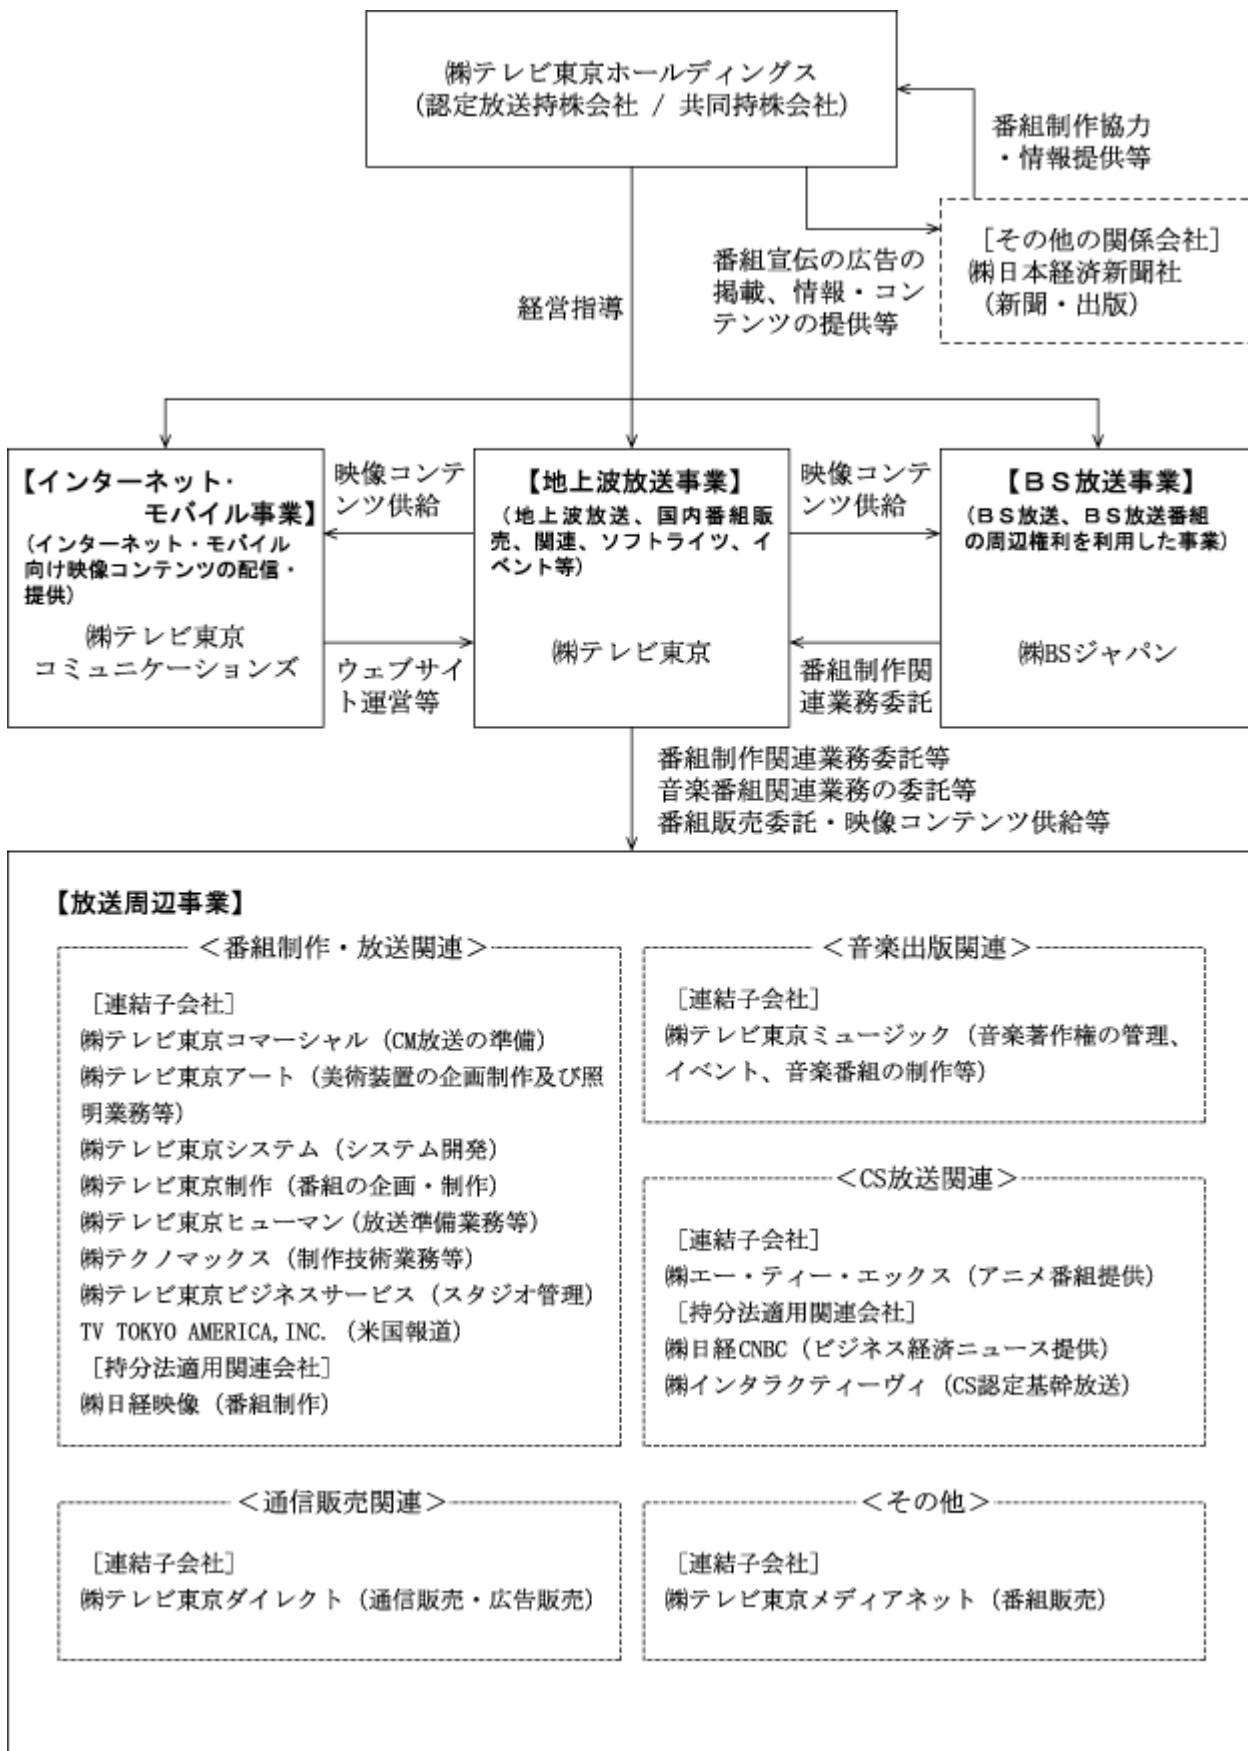 ㈱テレビ東京ホールディングス
(認定放送持株会社 / 共同持株会社)
番組制作協力
・情報提供等
[その他の関係会社]
㈱日本経済新聞社
(新聞・出版)
番組宣伝の広告の
掲載、情報・コン
テンツの提供等
経営指導
【インターネット・
モバイル事業】
(インターネット・モバイル
向け映像コンテンツの配信・
提供)
㈱テレビ東京
コミュニケーションズ
映像コンテ
ンツ供給
ウェブサイ
ト運営等
【地上波放送事業】
(地上波放送、国内番組販
売、関連、ソフトライツ、イ
ベント等)
㈱テレビ東京
映像コンテ
ンツ供給
番組制作関
連業務委託
【BS放送事業】
(BS放送、BS放送番組
の周辺権利を利用した事業)
㈱BSジャパン
番組制作関連業務委託等
音楽番組関連業務の委託等
番組販売委託・映像コンテンツ供給等
【放送周辺事業】
<番組制作・放送関連>
[連結子会社]
㈱テレビ東京コマーシャル (CM放送の準備)
㈱テレビ東京アート (美術装置の企画制作及び照
明業務等)
㈱テレビ東京システム (システム開発)
㈱テレビ東京制作 (番組の企画・制作)
㈱テレビ東京ヒューマン (放送準備業務等)
㈱テクノマックス (制作技術業務等)
㈱テレビ東京ビジネスサービス (スタジオ管理)
TV TOKYO AMERICA,INC. (米国報道)
[持分法適用関連会社]
㈱日経映像 (番組制作)
<音楽出版関連>
[連結子会社]
㈱テレビ東京ミュージック (音楽著作権の管理、
イベント、音楽番組の制作等)
<CS放送関連>
[連結子会社]
㈱エー・ティー・エックス (アニメ番組提供)
[持分法適用関連会社]
㈱日経CNBC (ビジネス経済ニュース提供)
㈱インタラクティーヴィ (CS認定基幹放送)
<通信販売関連>
[連結子会社]
㈱テレビ東京ダイレクト (通信販売・広告販売)
<その他>
[連結子会社]
㈱テレビ東京メディアネット (番組販売)